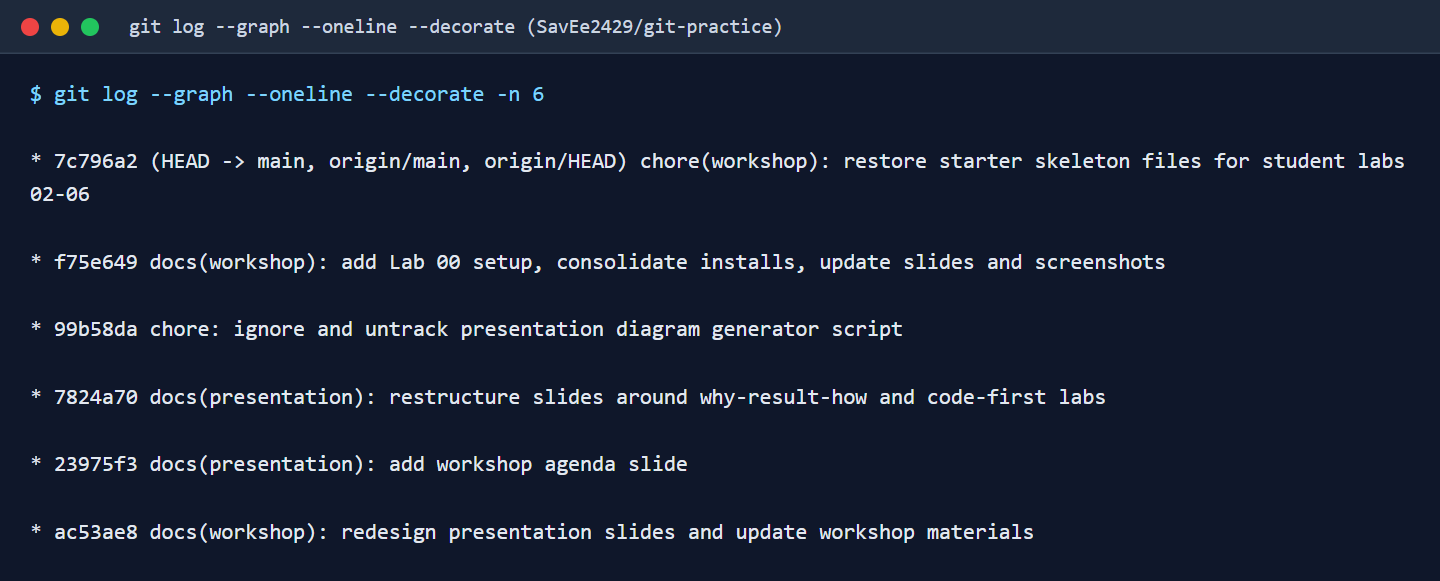 git log --graph --oneline --decorate (SavEe2429/git-practice)
$ git log --graph --oneline --decorate -n 6
* 7c796a2 (HEAD -> main, origin/main, origin/HEAD) chore(workshop): restore starter skeleton files for student labs
02-06
* f75e649 docs(workshop): add Lab 00 setup, consolidate installs, update slides and screenshots
* 99b58da chore: ignore and untrack presentation diagram generator script
* 7824a70 docs(presentation): restructure slides around why-result-how and code-first labs
* 23975f3 docs(presentation): add workshop agenda slide
* ac53ae8 docs(workshop): redesign presentation slides and update workshop materials